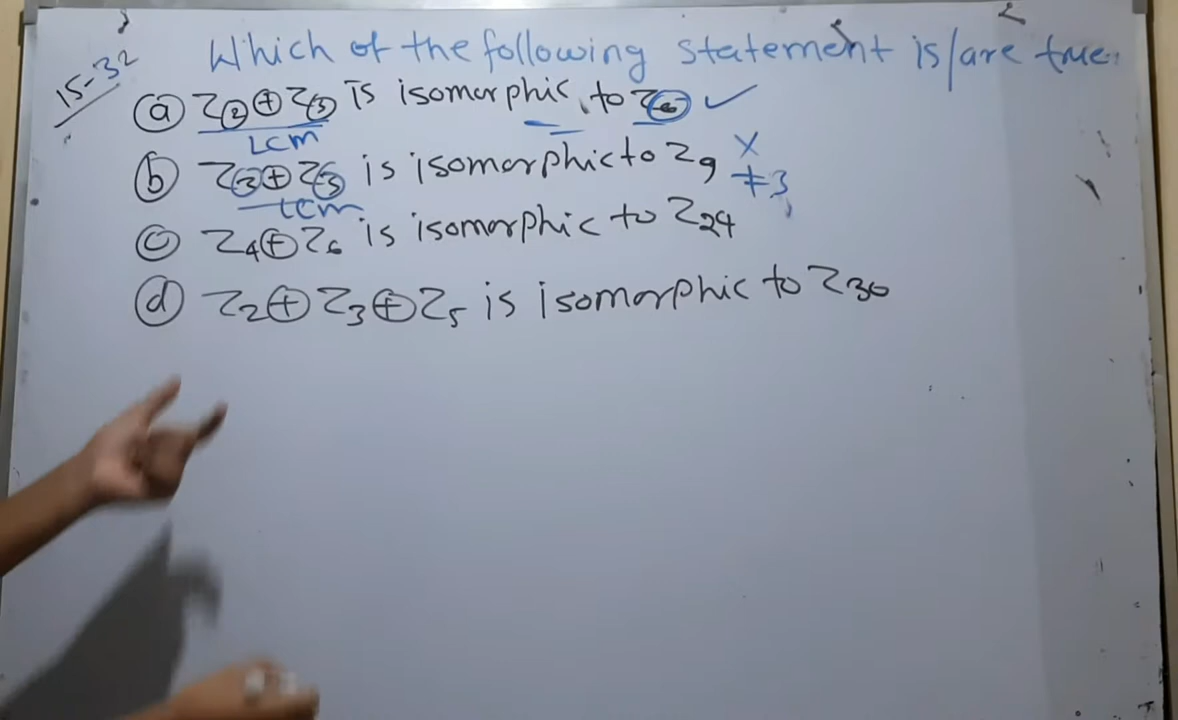 15-32
Which of the following statement is/are true.
(a) Z2 ⊕ Z3 is isomorphic to Z6 ✓
LCM
(b) Z3 ⊕ Z3 is isomorphic to Z9 ×
LCM ≠3
(c) Z4 ⊕ Z6 is isomorphic to Z24
(d) Z2 ⊕ Z3 ⊕ Z5 is isomorphic to Z30